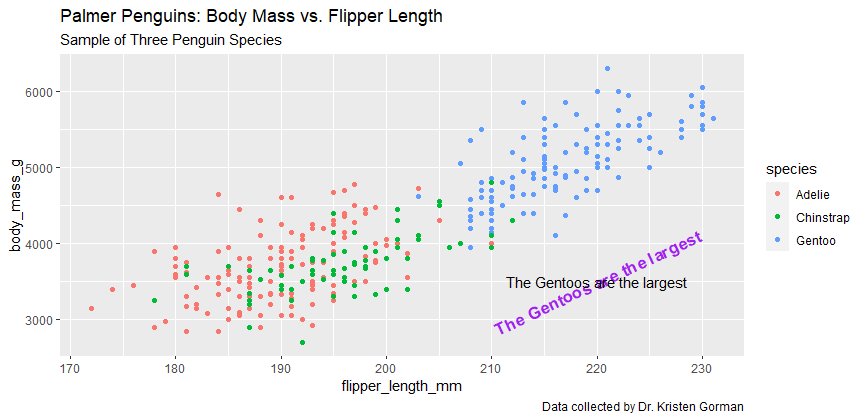 Palmer Penguins: Body Mass vs. Flipper Length
Sample of Three Penguin Species
6000
5000
4000
3000
body_mass_g
The Gentoos are the largest
The Gentoos are the largest
170 180 190 200 210 220 230
flipper_length_mm
species
Adelie
Chinstrap
Gentoo
Data collected by Dr. Kristen Gorman